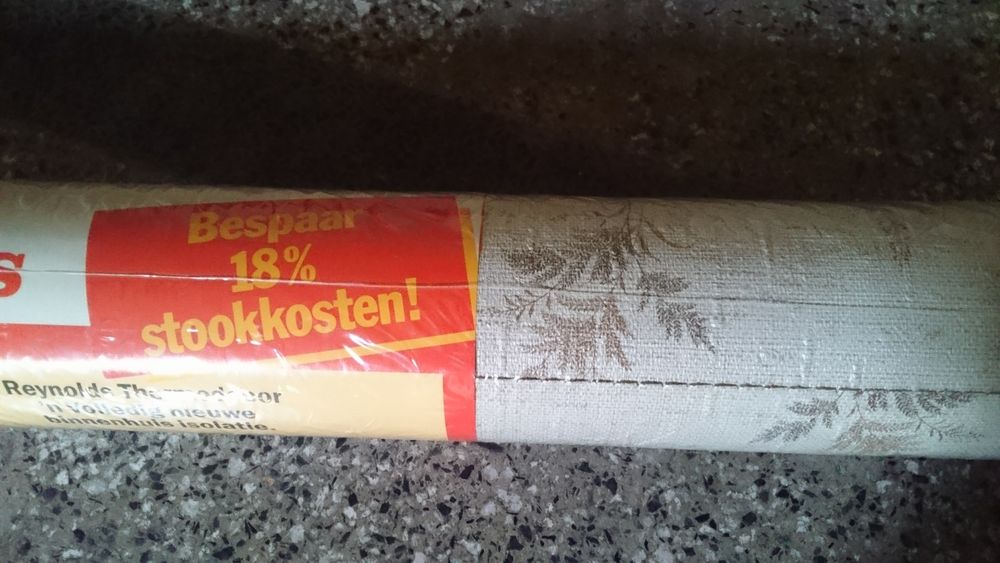 s
Bespaar
18%
stookkosten!
Reynolds Thermodecor
'n volledig nieuwe
binnenhuis isolatie.